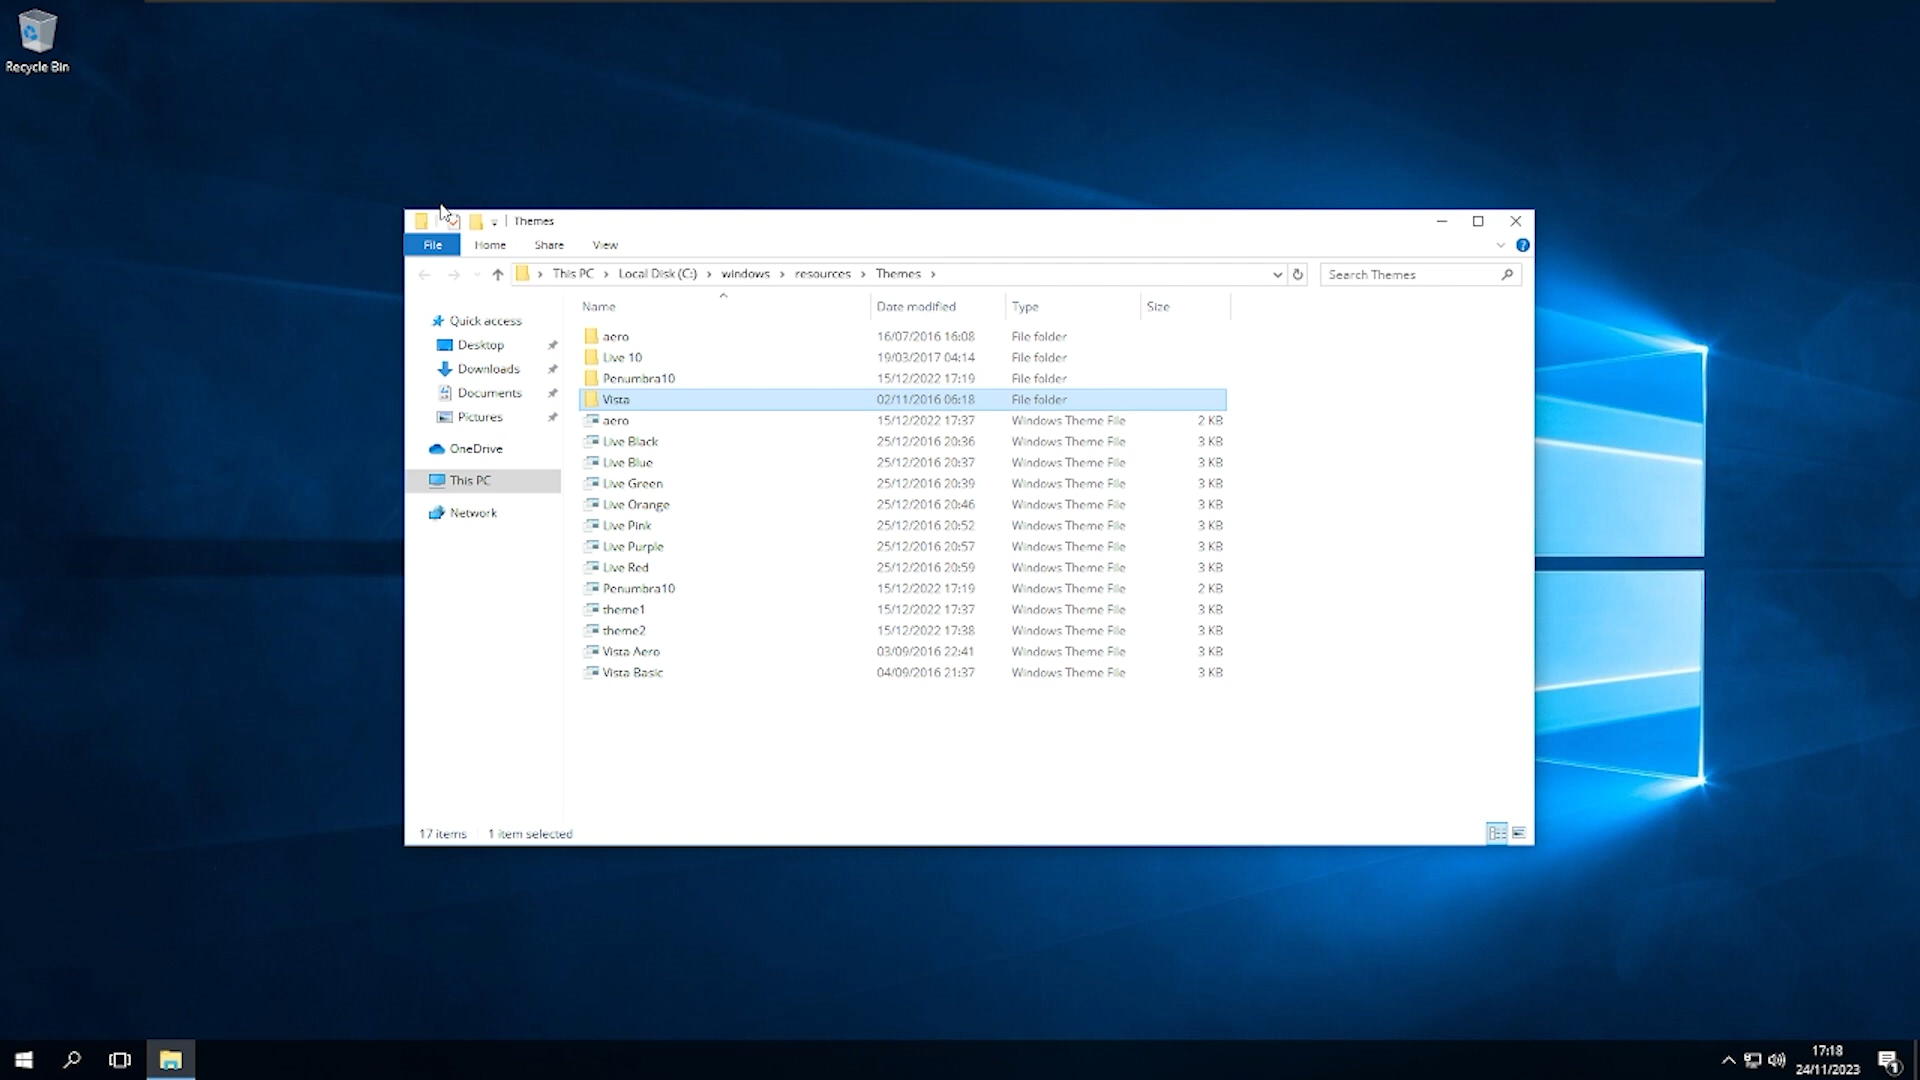 Recycle Bin
Themes
File Home Share View
This PC Local Disk (C:) windows resources Themes
Search Themes
Name Date modified Type Size
Quick access
Desktop
Downloads
Documents
Pictures
OneDrive
This PC
Network
aero 16/07/2016 16:08 File folder
Live 10 19/03/2017 04:14 File folder
Penumbra10 15/12/2022 17:19 File folder
Vista 02/11/2016 06:18 File folder
aero 15/12/2022 17:37 Windows Theme File 2 KB
Live Black 25/12/2016 20:36 Windows Theme File 3 KB
Live Blue 25/12/2016 20:37 Windows Theme File 3 KB
Live Green 25/12/2016 20:39 Windows Theme File 3 KB
Live Orange 25/12/2016 20:46 Windows Theme File 3 KB
Live Pink 25/12/2016 20:52 Windows Theme File 3 KB
Live Purple 25/12/2016 20:57 Windows Theme File 3 KB
Live Red 25/12/2016 20:59 Windows Theme File 3 KB
Penumbra10 15/12/2022 17:19 Windows Theme File 2 KB
theme1 15/12/2022 17:37 Windows Theme File 3 KB
theme2 15/12/2022 17:38 Windows Theme File 3 KB
Vista Aero 03/09/2016 22:41 Windows Theme File 3 KB
Vista Basic 04/09/2016 21:37 Windows Theme File 3 KB
17 items 1 item selected
17:18
24/11/2023
1